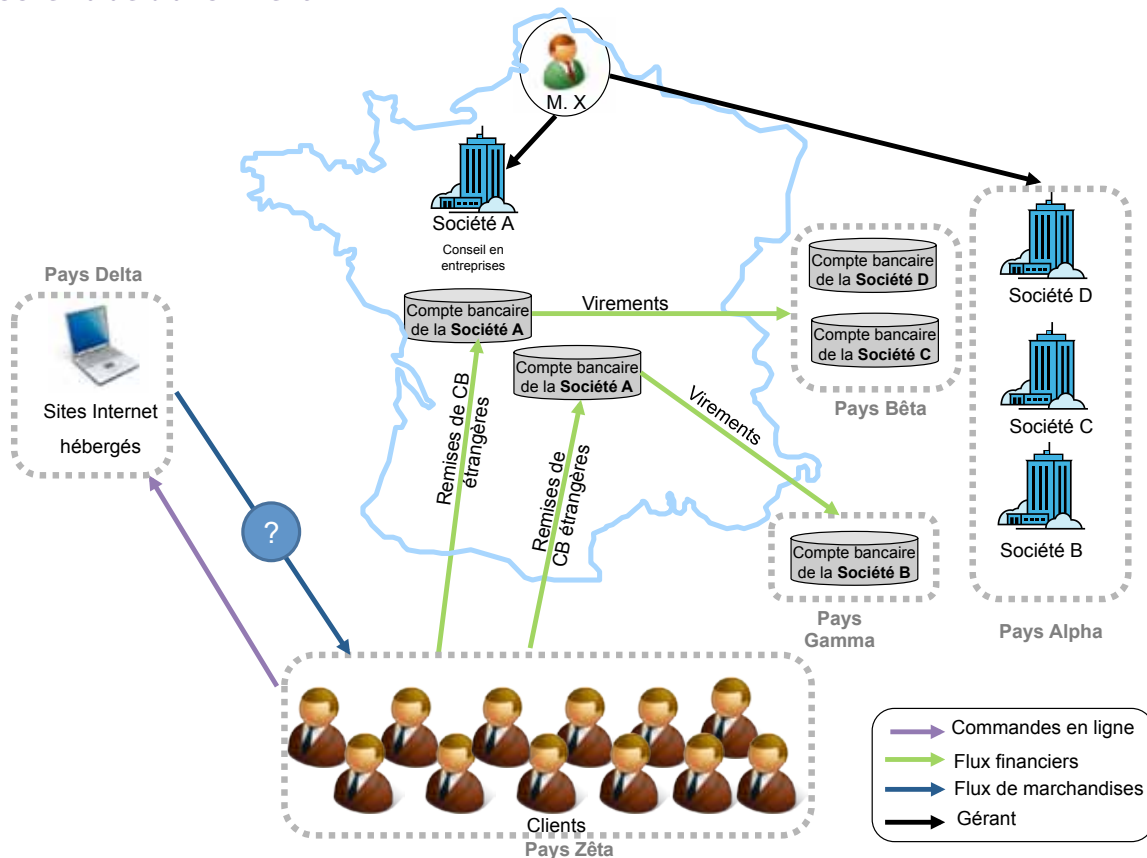 M. X
Société A
Conseil en
entreprises
Pays Delta
Sites Internet
hébergés
?
Compte bancaire
de la Société A
Virements
Compte bancaire
de la Société A
Virements
Remises de CB
étrangères
Remises de
CB étrangères
Compte bancaire
de la Société D
Compte bancaire
de la Société C
Pays Bêta
Compte bancaire
de la Société B
Pays
Gamma
Société D
Société C
Société B
Pays Alpha
Clients
Pays Zêta
Commandes en ligne
Flux financiers
Flux de marchandises
Gérant